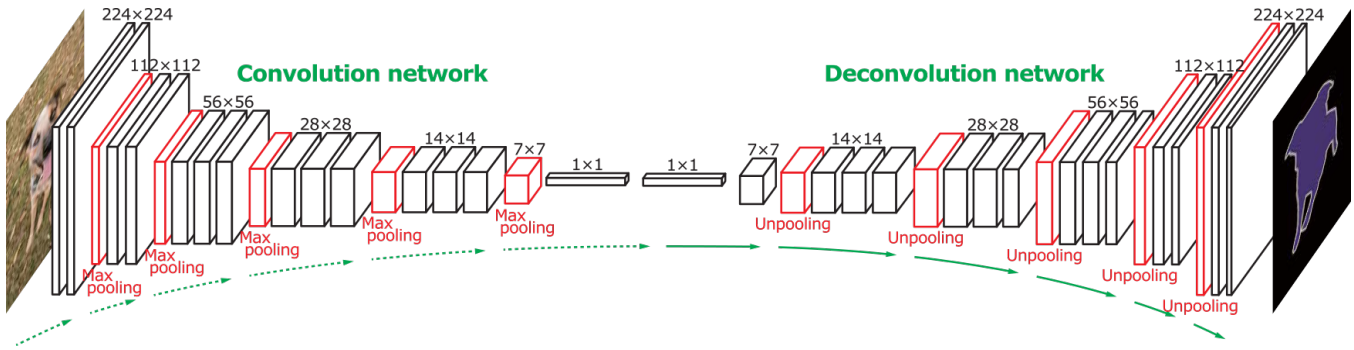 224×224
112×112
Convolution network
56×56
28×28
14×14
7×7
1×1
1×1
7×7
14×14
28×28
Deconvolution network
56×56
112×112
224×224
Max
pooling
Max
pooling
Max
pooling
Max
pooling
Max
pooling
Unpooling
Unpooling
Unpooling
Unpooling
Unpooling